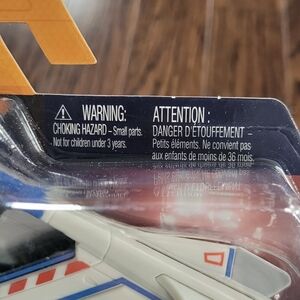 ⚠ WARNING:
CHOKING HAZARD – Small parts.
Not for children under 3 years.
ATTENTION :
DANGER D'ÉTOUFFEMENT –
Petits éléments. Ne convient pas
aux enfants de moins de 36 mois.